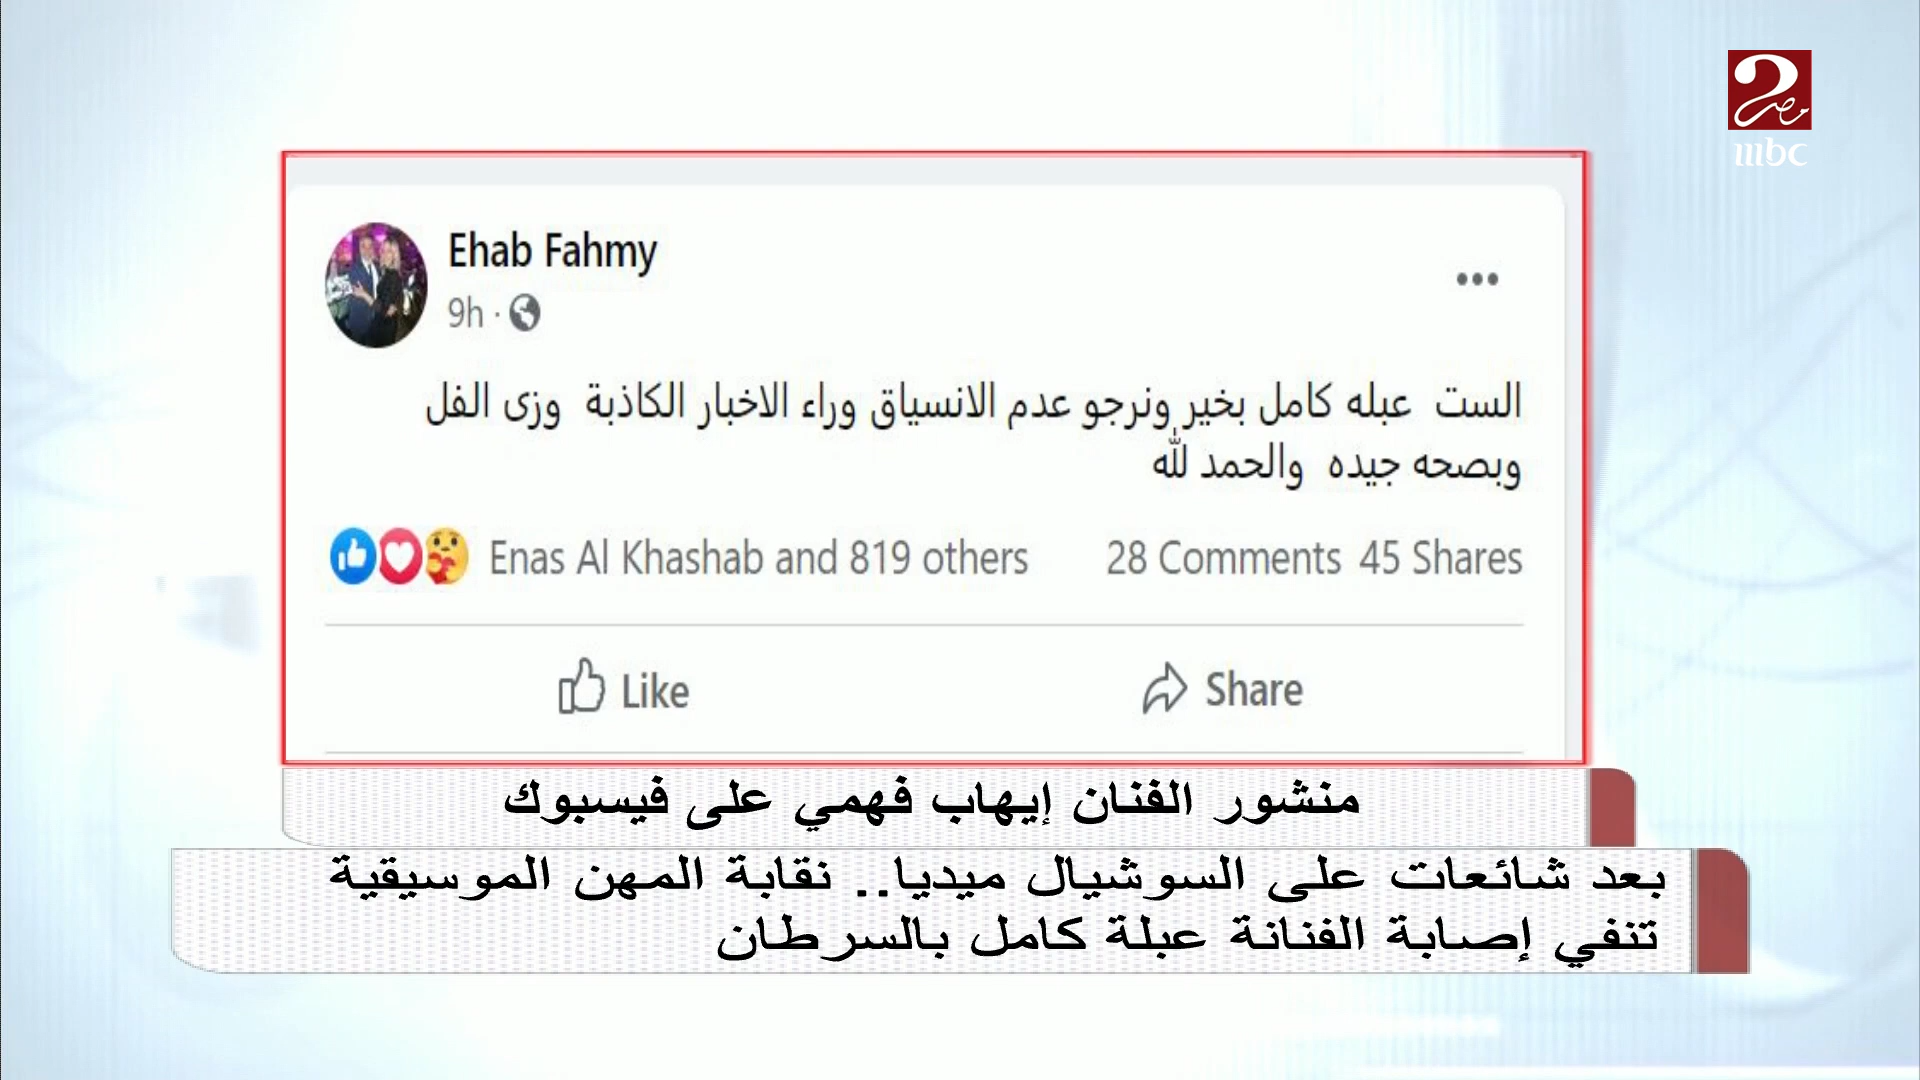 مصر
mbc
Ehab Fahmy
9h ·
الست عبله كامل بخير ونرجو عدم الانسياق وراء الاخبار الكاذبة وزى الفل
وبصحه جيده والحمد لله
Enas Al Khashab and 819 others 28 Comments 45 Shares
Like Share
منشور الفنان إيهاب فهمي على فيسبوك
بعد شائعات على السوشيال ميديا.. نقابة المهن الموسيقية
تنفي إصابة الفنانة عبلة كامل بالسرطان